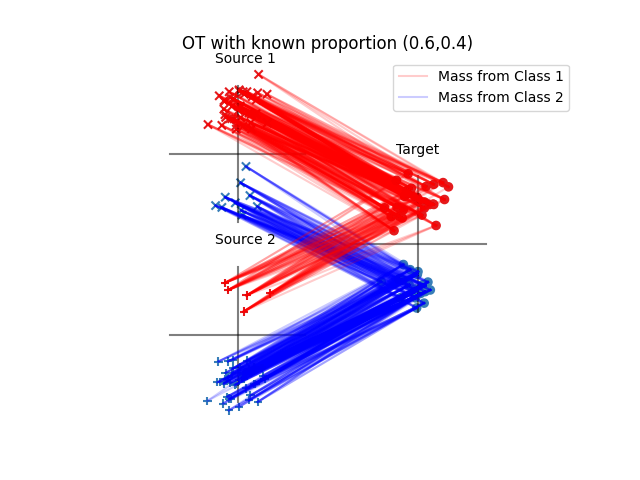 OT with known proportion (0.6,0.4)
Source 1
Mass from Class 1
Mass from Class 2
Target
Source 2